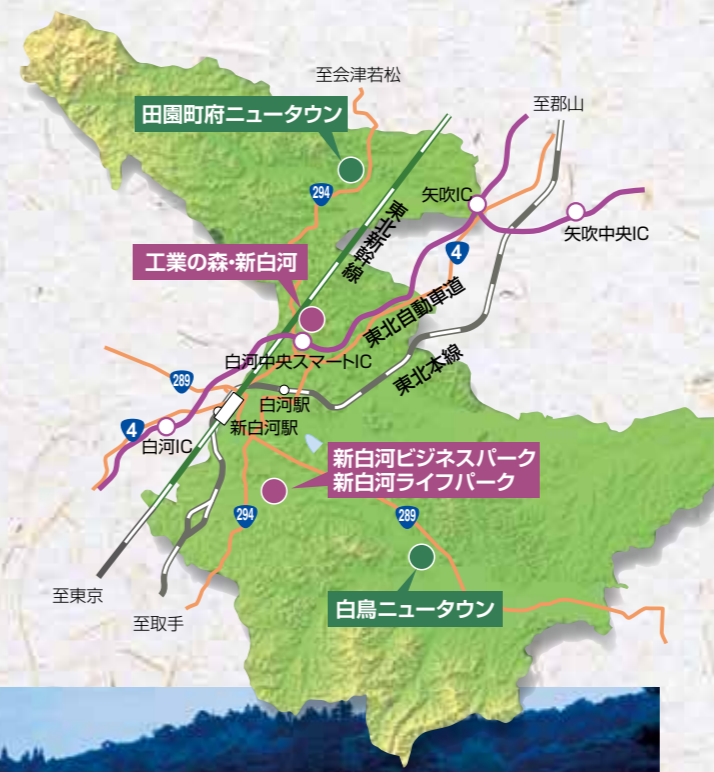 至会津若松
至郡山
田園町府ニュータウン
294
矢吹IC
矢吹中央IC
東北新幹線
4
工業の森・新白河
東北自動車道
白河中央スマートIC
東北本線
289
白河駅
新白河駅
4
白河IC
新白河ビジネスパーク
新白河ライフパーク
294
289
至東京
至取手
白鳥ニュータウン